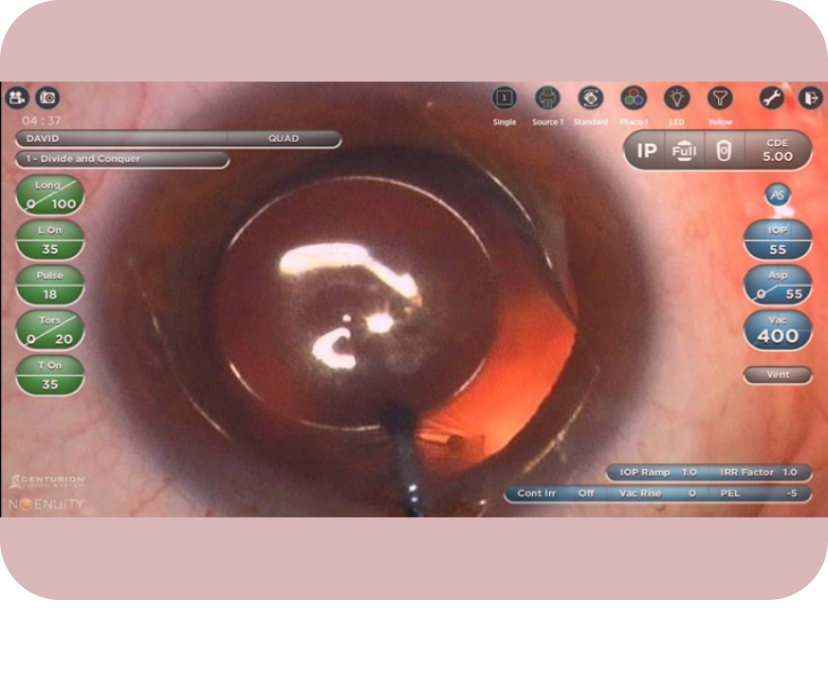 Single Source 1 Standard Phaco 1 LED Yellow
04 : 37
DAVID QUAD
1 - Divide and Conquer
IP Full 0 CDE
5.00
Long
0 100
L On
35
Pulse
18
Tors
0 20
T On
35
AS
IOP
55
Asp
0 55
Vac
400
Vent
IOP Ramp 1.0 IRR Factor 1.0
Cont Irr Off Vac Rise 0 PEL -5
CENTURION
VISION SYSTEM
NGENUITY